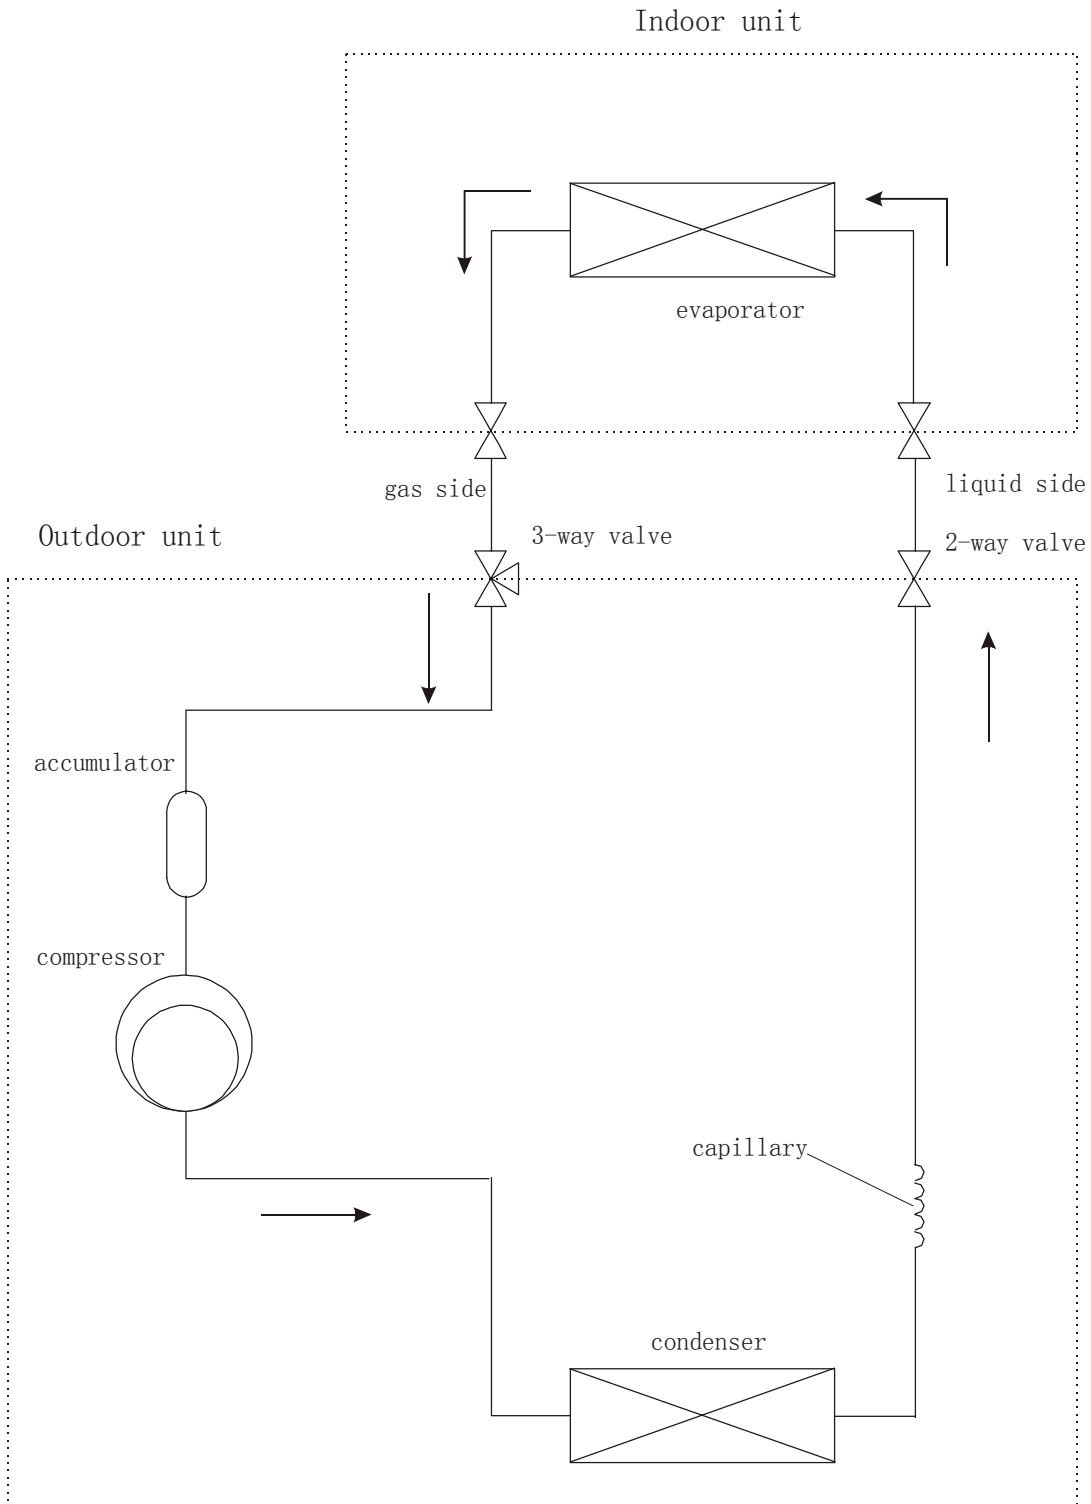 Indoor unit
evaporator
gas side
liquid side
Outdoor unit
3-way valve
2-way valve
accumulator
compressor
capillary
condenser